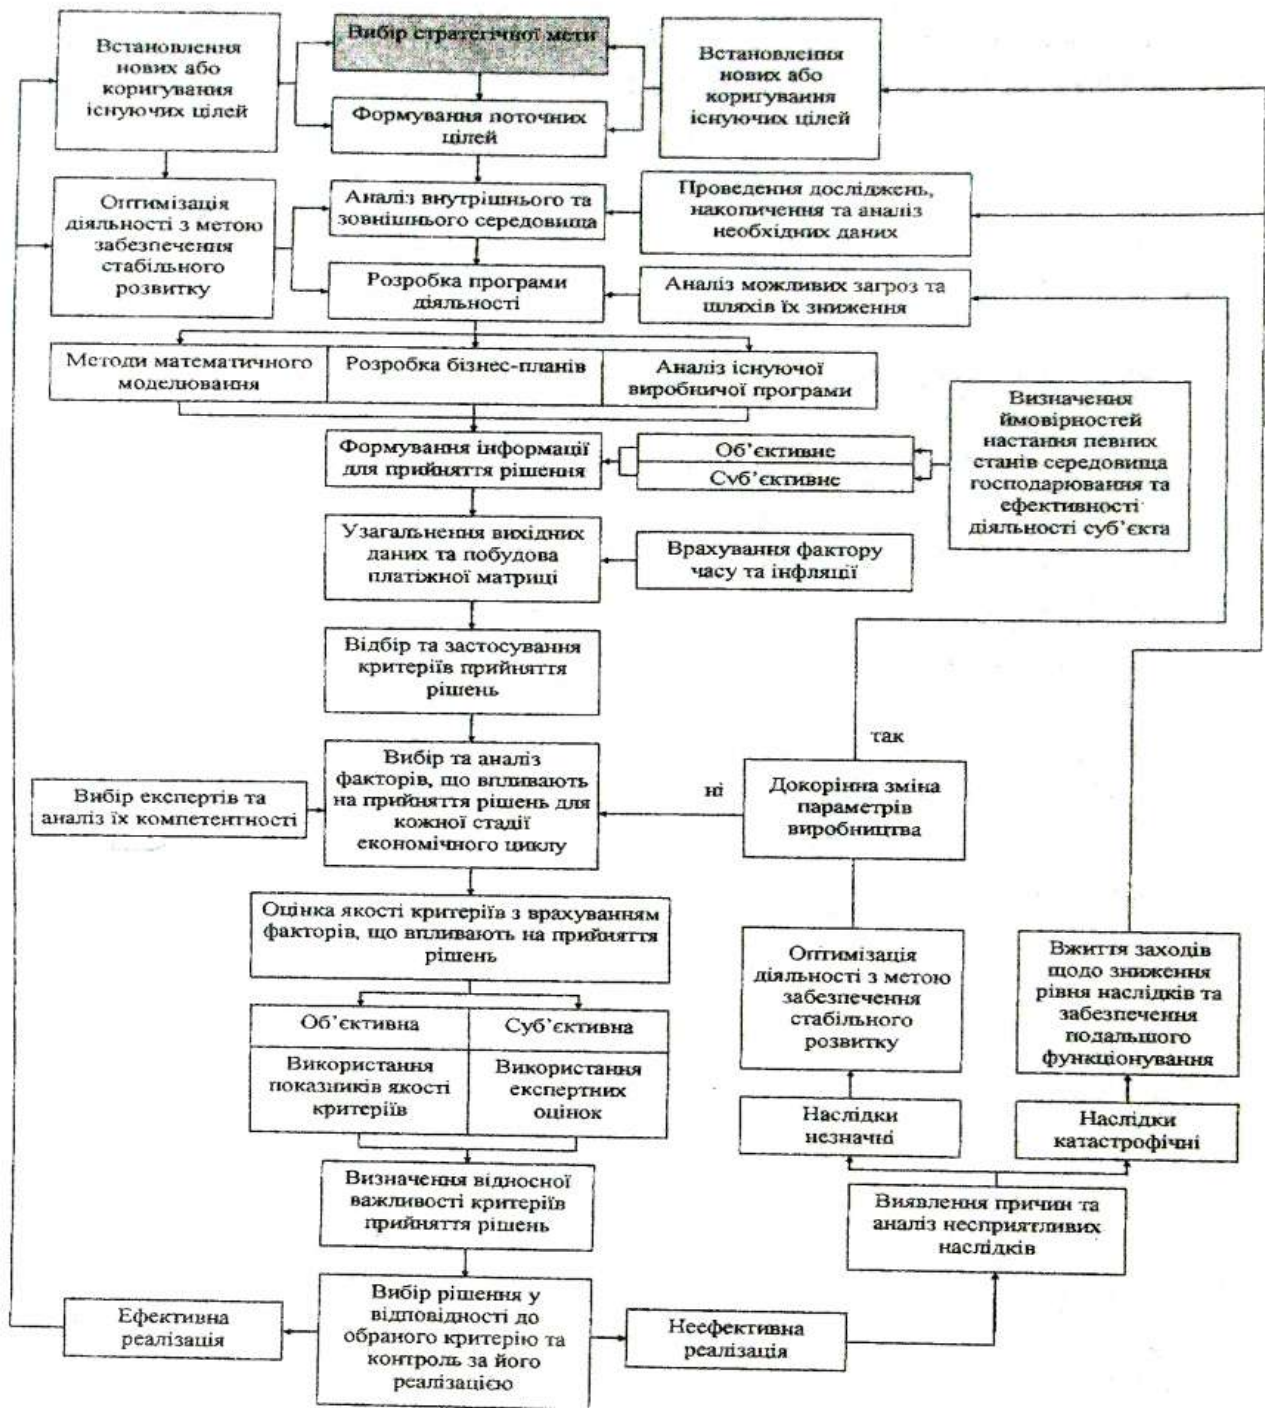 Встановлення
нових або
коригування
існуючих цілей
Вибір стратегічної мети
Встановлення
нових або
коригування
існуючих цілей
Формування поточних
цілей
Оптимізація
діяльності з метою
забезпечення
стабільного
розвитку
Аналіз внутрішнього та
зовнішнього середовища
Проведення досліджень,
накопичення та аналіз
необхідних даних
Розробка програми
діяльності
Аналіз можливих загроз та
шляхів їх зниження
Методи математичного
моделювання
Розробка бізнес-планів
Аналіз існуючої
виробничої програми
Формування інформації
для прийняття рішення
Об’єктивне
Суб’єктивне
Визначення
ймовірностей
настання певних
станів середовища
господарювання та
ефективності
діяльності суб’єкта
Узагальнення вихідних
даних та побудова
платіжної матриці
Врахування фактору
часу та інфляції
Відбір та застосування
критеріїв прийняття
рішень
так
Вибір експертів та
аналіз їх компетентності
Вибір та аналіз
факторів, що впливають
на прийняття рішень для
кожної стадії
економічного циклу
ні
Докорінна зміна
параметрів
виробництва
Оцінка якості критеріїв з врахуванням
факторів, що впливають на прийняття
рішень
Оптимізація
діяльності з метою
забезпечення
стабільного
розвитку
Вжиття заходів
щодо зниження
рівня наслідків та
забезпечення
подальшого
функціонування
Об’єктивна
Суб’єктивна
Використання
показників якості
критеріїв
Використання
експертних
оцінок
Наслідки
незначні
Наслідки
катастрофічні
Визначення відносної
важливості критеріїв
прийняття рішень
Виявлення причин та
аналіз несприятливих
наслідків
Ефективна
реалізація
Вибір рішення у
відповідності до
обраного критерію та
контроль за його
реалізацією
Неефективна
реалізація